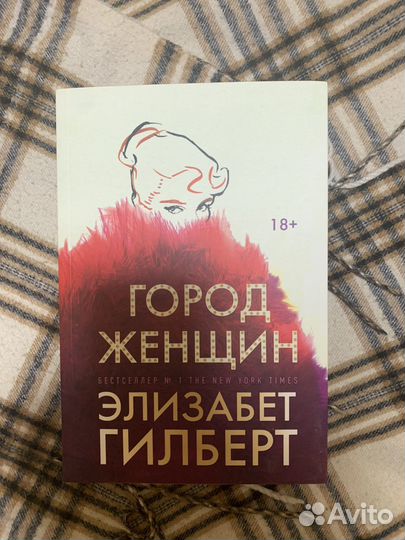 18+
ГОРОД
ЖЕНЩИН
БЕСТСЕЛЛЕР № 1 THE NEW YORK TIMES
ЭЛИЗАБЕТ
ГИЛБЕРТ
Avito